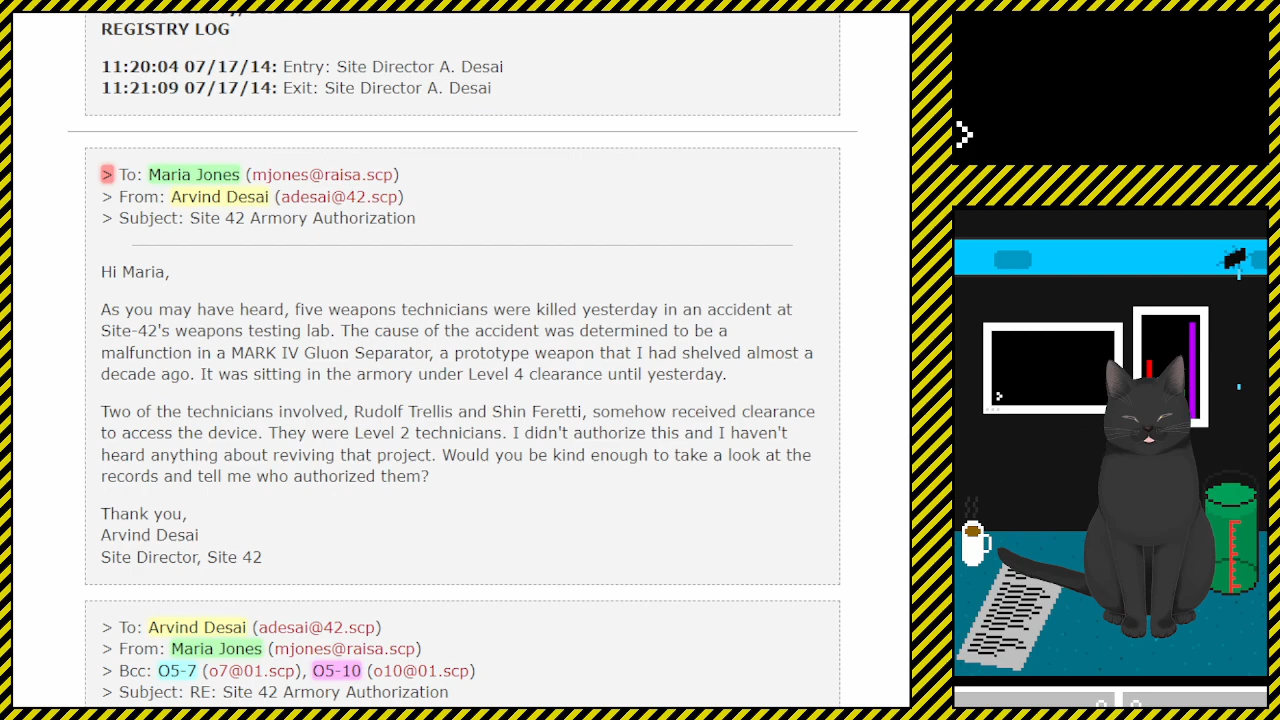 REGISTRY LOG
11:20:04 07/17/14: Entry: Site Director A. Desai
11:21:09 07/17/14: Exit: Site Director A. Desai
> To: Maria Jones (mjones@raisa.scp)
> From: Arvind Desai (adesai@42.scp)
> Subject: Site 42 Armory Authorization
Hi Maria,
As you may have heard, five weapons technicians were killed yesterday in an accident at
Site-42's weapons testing lab. The cause of the accident was determined to be a
malfunction in a MARK IV Gluon Separator, a prototype weapon that I had shelved almost a
decade ago. It was sitting in the armory under Level 4 clearance until yesterday.
Two of the technicians involved, Rudolf Trellis and Shin Feretti, somehow received clearance
to access the device. They were Level 2 technicians. I didn't authorize this and I haven't
heard anything about reviving that project. Would you be kind enough to take a look at the
records and tell me who authorized them?
Thank you,
Arvind Desai
Site Director, Site 42
> To: Arvind Desai (adesai@42.scp)
> From: Maria Jones (mjones@raisa.scp)
> Bcc: O5-7 (o7@01.scp), O5-10 (o10@01.scp)
> Subject: RE: Site 42 Armory Authorization
>
>